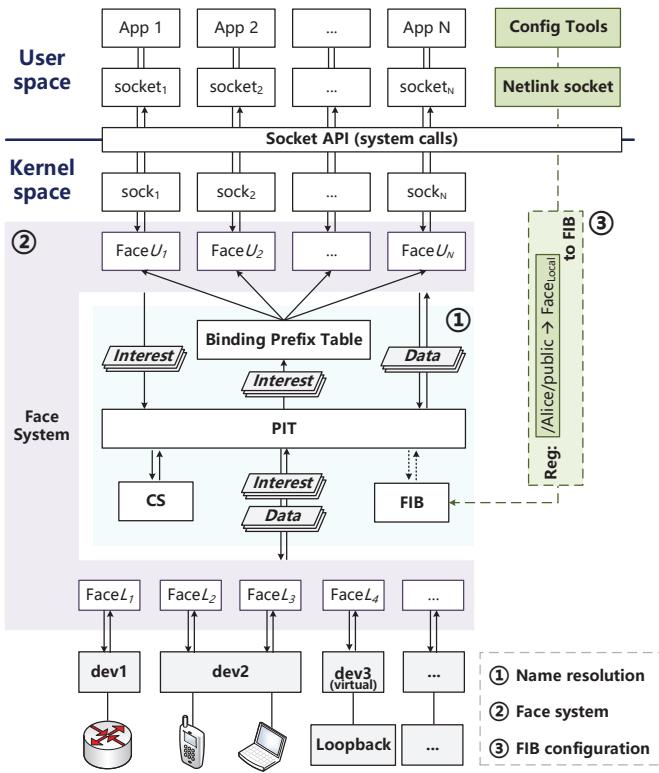 App 1 App 2 ... App N Config Tools
User space
socket1 socket2 ... socketN Netlink socket
Socket API (system calls)
Kernel space
sock1 sock2 ... sockN
② ③
FaceU1 FaceU2 ... FaceUN
Reg: /Alice/public → FaceLocal to FIB
①
Binding Prefix Table
Interest Data
Interest
Face System
PIT
Interest
CS FIB
Data
FaceL1 FaceL2 FaceL3 FaceL4 ...
dev1 dev2 dev3 (virtual) ...
Loopback ...
① Name resolution
② Face system
③ FIB configuration